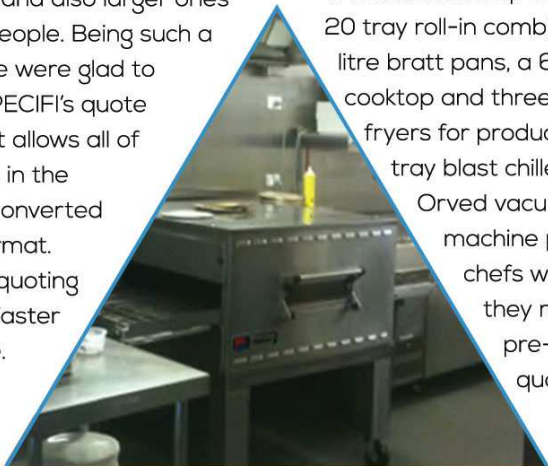 and also larger ones
eople. Being such a
e were glad to
PECIFI's quote
t allows all of
in the
onverted
rmat.
quoting
aster
20 tray roll-in comb
litre bratt pans, a 6
cooktop and three
fryers for produc
tray blast chille
Orved vacu
machine p
chefs w
they r
pre-
qu